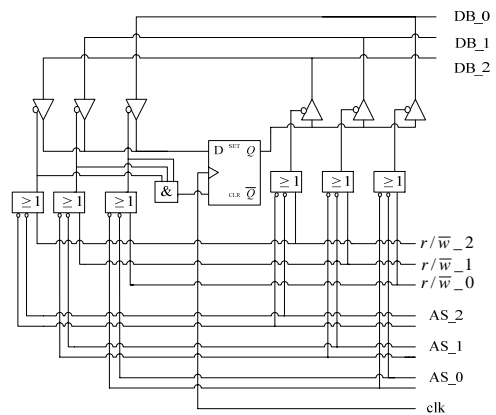 DB_0
DB_1
DB_2
D SET Q
CLR Q̅
&
≥1 ≥1 ≥1
≥1 ≥1 ≥1
r/w̅_2
r/w̅_1
r/w̅_0
AS_2
AS_1
AS_0
clk